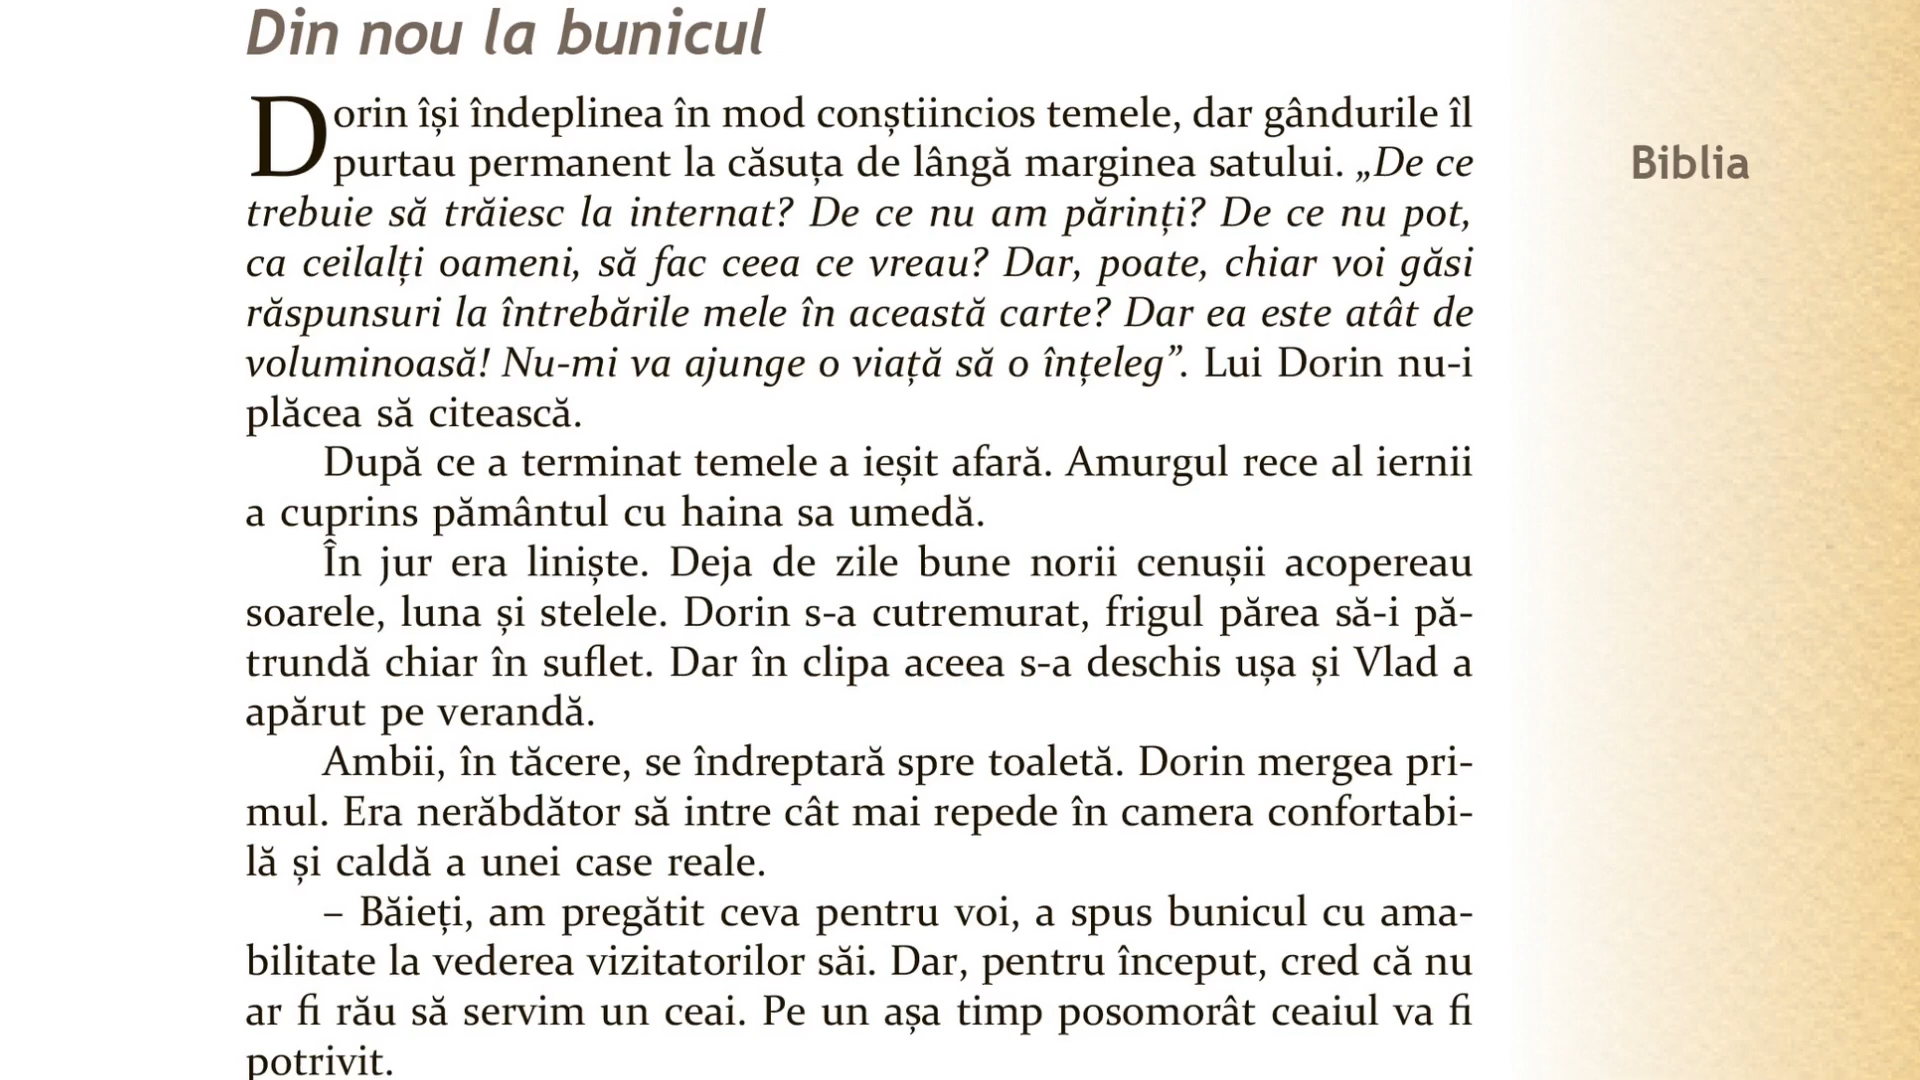 Din nou la bunicul
Dorin își îndeplinea în mod conștiincios temele, dar gândurile îl
purtau permanent la căsuța de lângă marginea satului. „De ce
trebuie să trăiesc la internat? De ce nu am părinți? De ce nu pot,
ca ceilalți oameni, să fac ceea ce vreau? Dar, poate, chiar voi găsi
răspunsuri la întrebările mele în această carte? Dar ea este atât de
voluminoasă! Nu-mi va ajunge o viață să o înțeleg”. Lui Dorin nu-i
plăcea să citească.
După ce a terminat temele a ieșit afară. Amurgul rece al iernii
a cuprins pământul cu haina sa umedă.
În jur era liniște. Deja de zile bune norii cenușii acopereau
soarele, luna și stelele. Dorin s-a cutremurat, frigul părea să-i pă-
trundă chiar în suflet. Dar în clipa aceea s-a deschis ușa și Vlad a
apărut pe verandă.
Ambii, în tăcere, se îndreptară spre toaletă. Dorin mergea pri-
mul. Era nerăbdător să intre cât mai repede în camera confortabi-
lă și caldă a unei case reale.
– Băieți, am pregătit ceva pentru voi, a spus bunicul cu ama-
bilitate la vederea vizitatorilor săi. Dar, pentru început, cred că nu
ar fi rău să servim un ceai. Pe un așa timp posomorât ceaiul va fi
potrivit.
Biblia